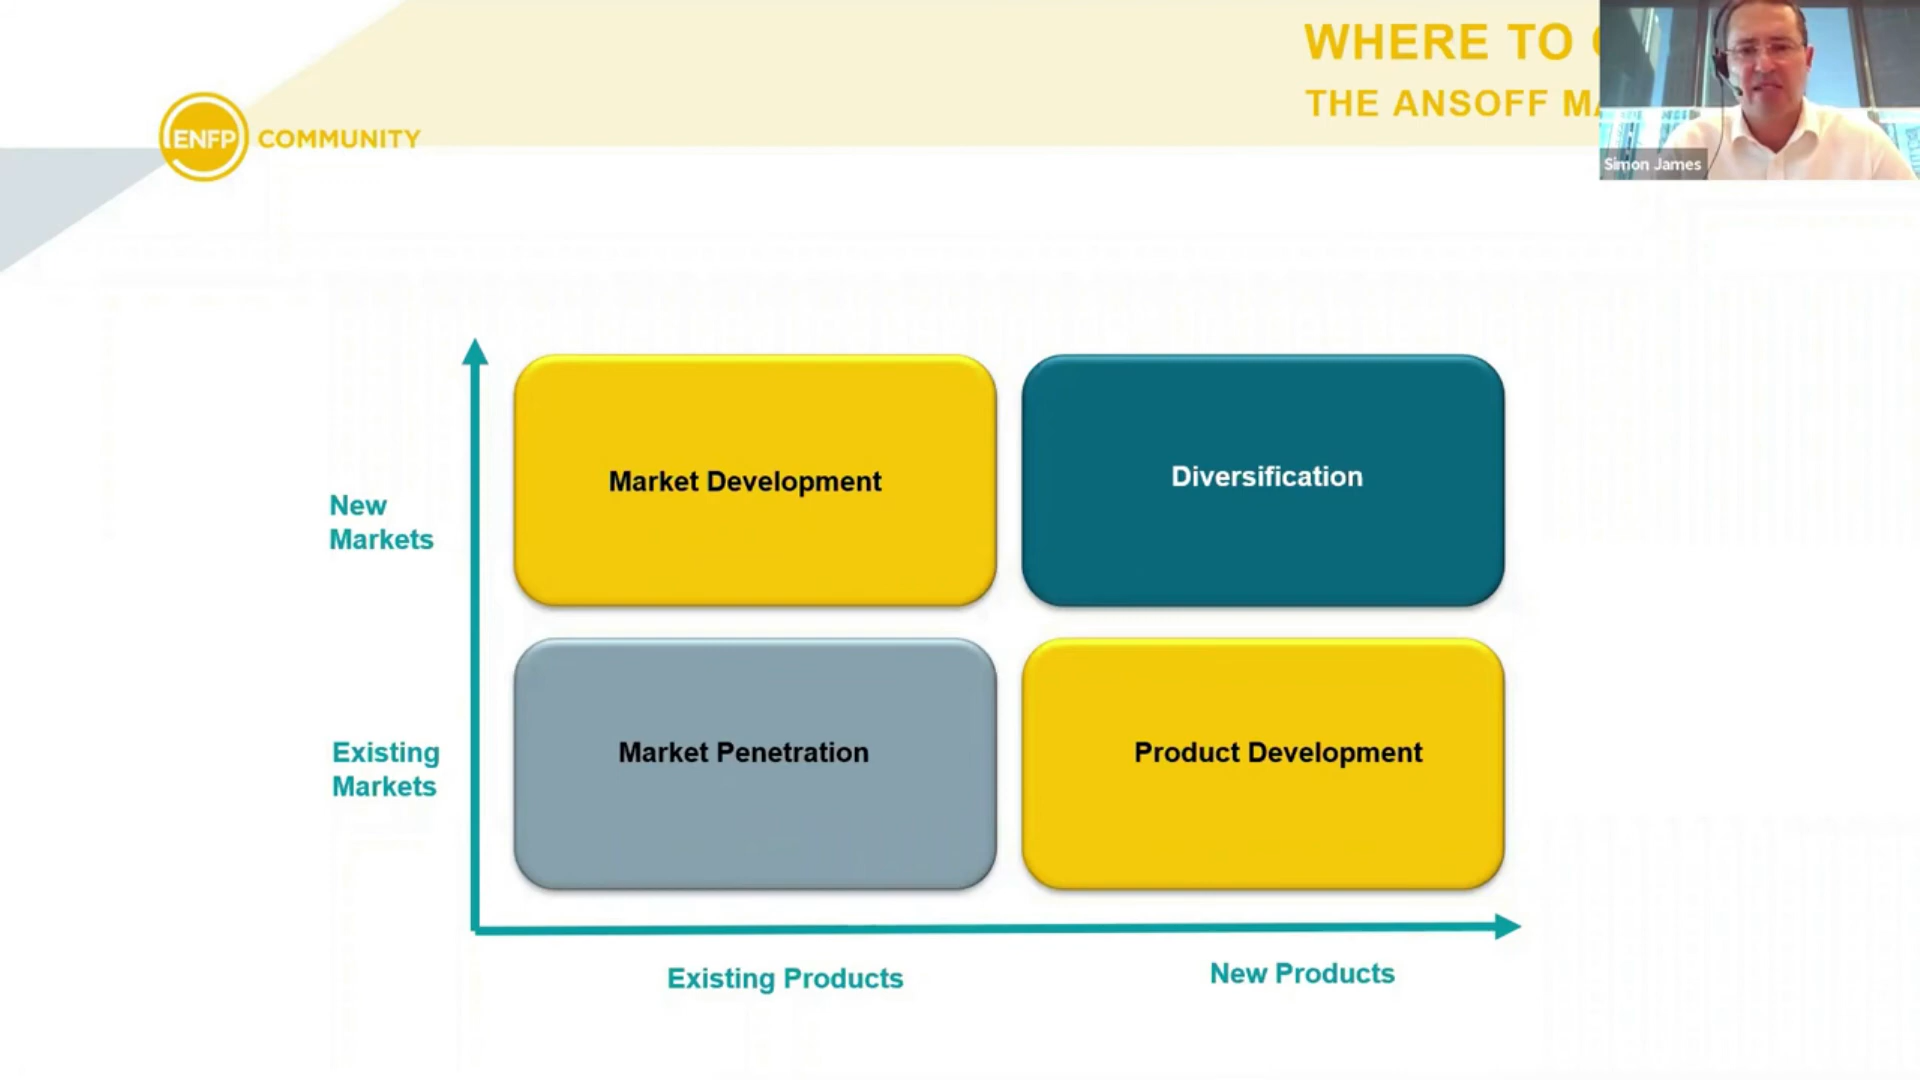 WHERE TO
THE ANSOFF
ENFP COMMUNITY
Simon James
Market Development
Diversification
New
Markets
Market Penetration
Product Development
Existing
Markets
Existing Products
New Products